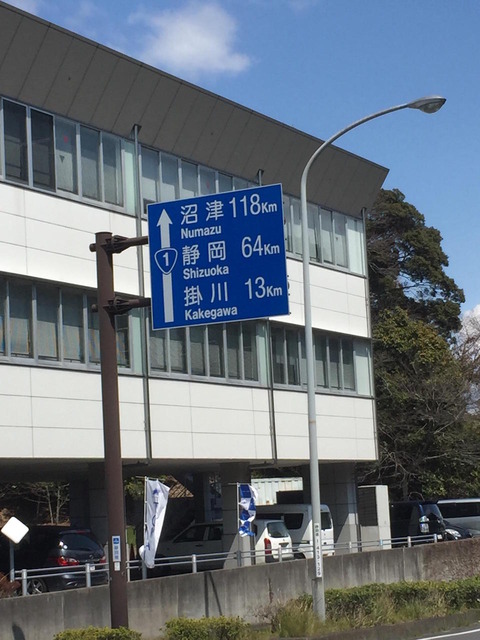 沼津 118Km
Numazu
静岡 64Km
Shizuoka
1
掛川 13Km
Kakegawa